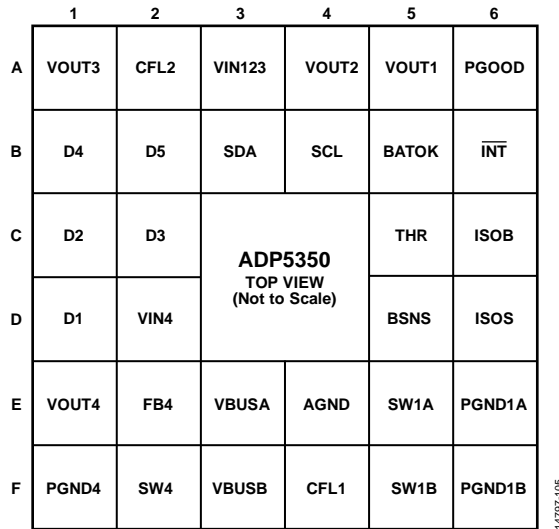 1 2 3 4 5 6
A VOUT3 CFL2 VIN123 VOUT2 VOUT1 PGOOD
B D4 D5 SDA SCL BATOK INT
C D2 D3 THR ISOB
ADP5350
TOP VIEW
(Not to Scale)
D D1 VIN4 BSNS ISOS
E VOUT4 FB4 VBUSA AGND SW1A PGND1A
F PGND4 SW4 VBUSB CFL1 SW1B PGND1B
11797-105